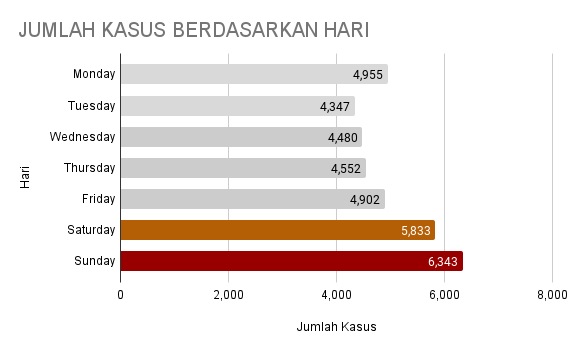 JUMLAH KASUS BERDASARKAN HARI
Hari
Monday 4,955
Tuesday 4,347
Wednesday 4,480
Thursday 4,552
Friday 4,902
Saturday 5,833
Sunday 6,343
0 2,000 4,000 6,000 8,000
Jumlah Kasus